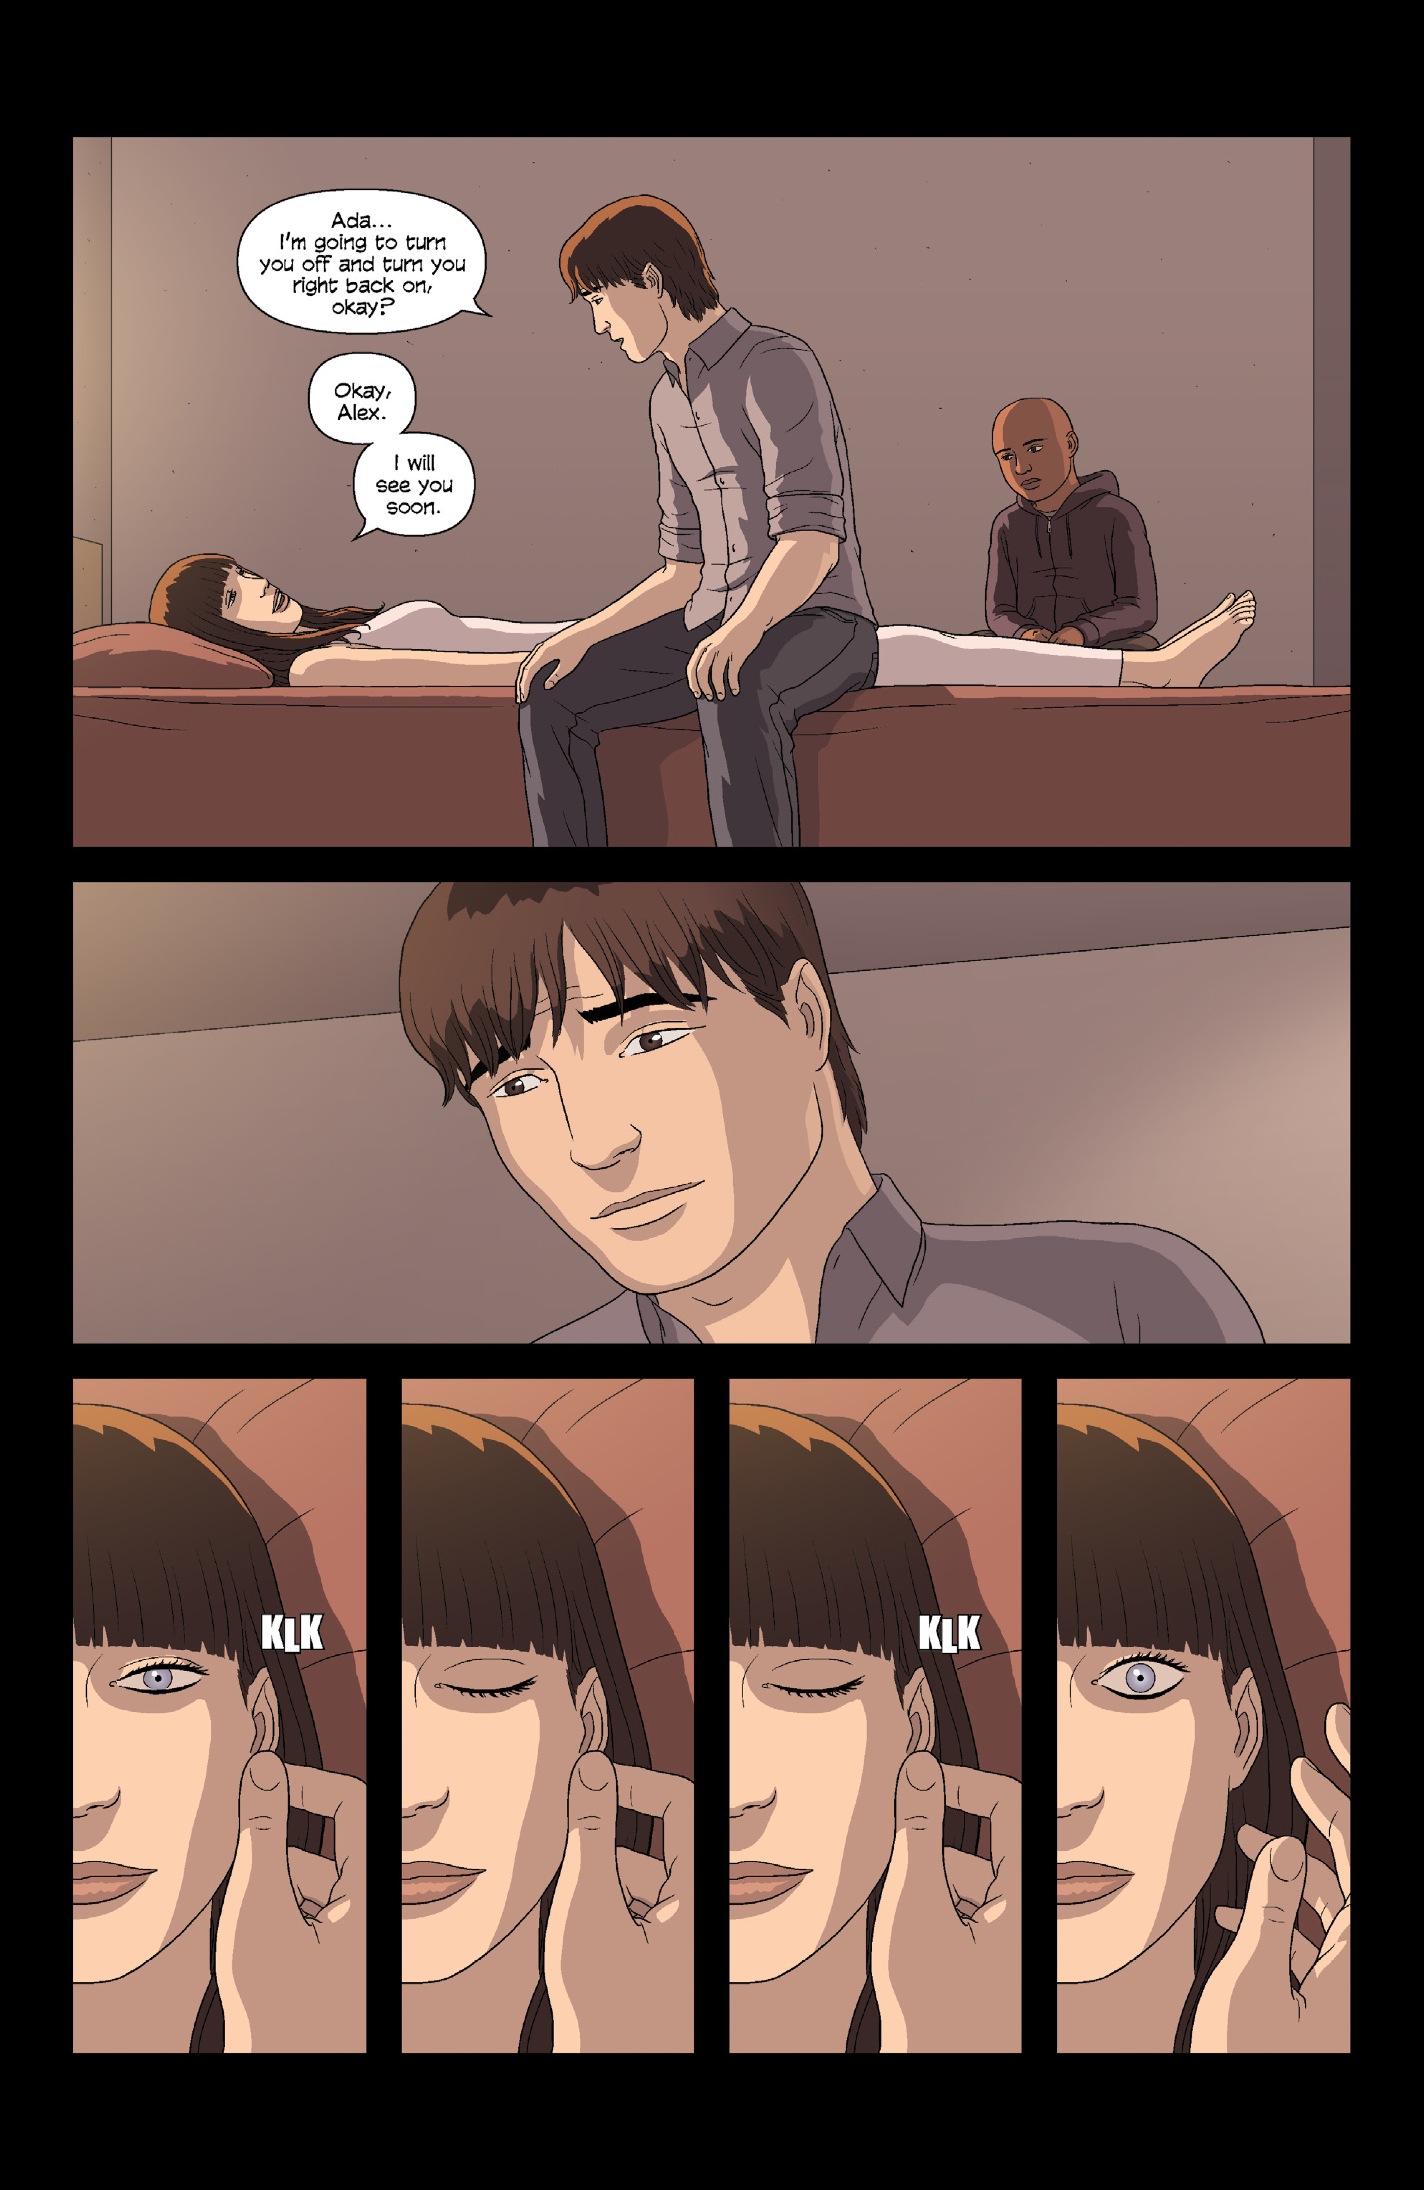 Ada...
I'm going to turn
you off and turn you
right back on,
okay?
Okay,
Alex.
I will
see you
soon.
KLK
KLK